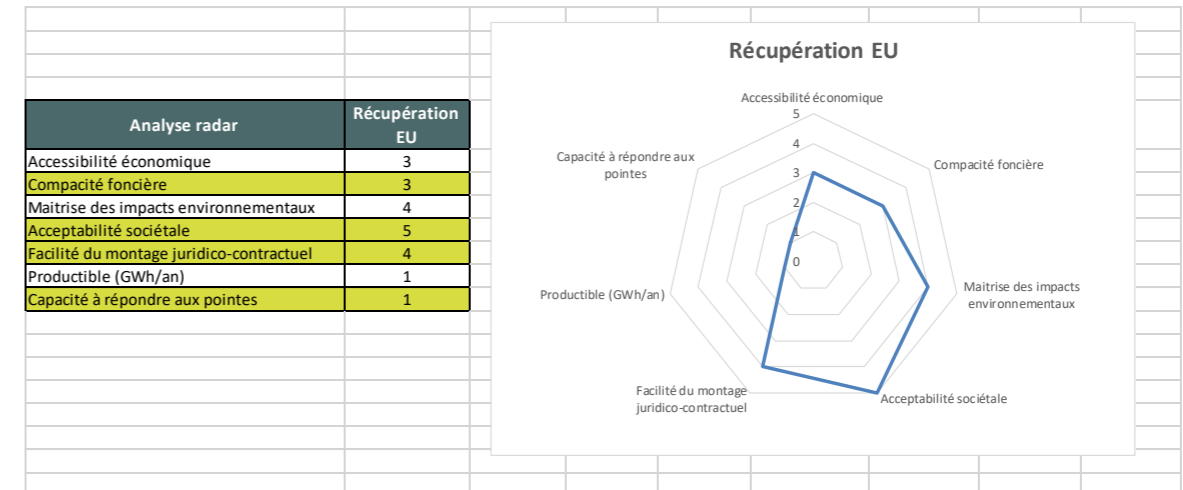 Analyse radar
Récupération
EU
Accessibilité économique 3
Compacité foncière 3
Maitrise des impacts environnementaux 4
Acceptabilité sociétale 5
Facilité du montage juridico-contractuel 4
Productible (GWh/an) 1
Capacité à répondre aux pointes 1
Récupération EU
Accessibilité économique
5
4
3
2
1
0
Compacité foncière
Maitrise des impacts
environnementaux
Acceptabilité sociétale
Facilité du montage
juridico-contractuel
Productible (GWh/an)
Capacité à répondre aux
pointes